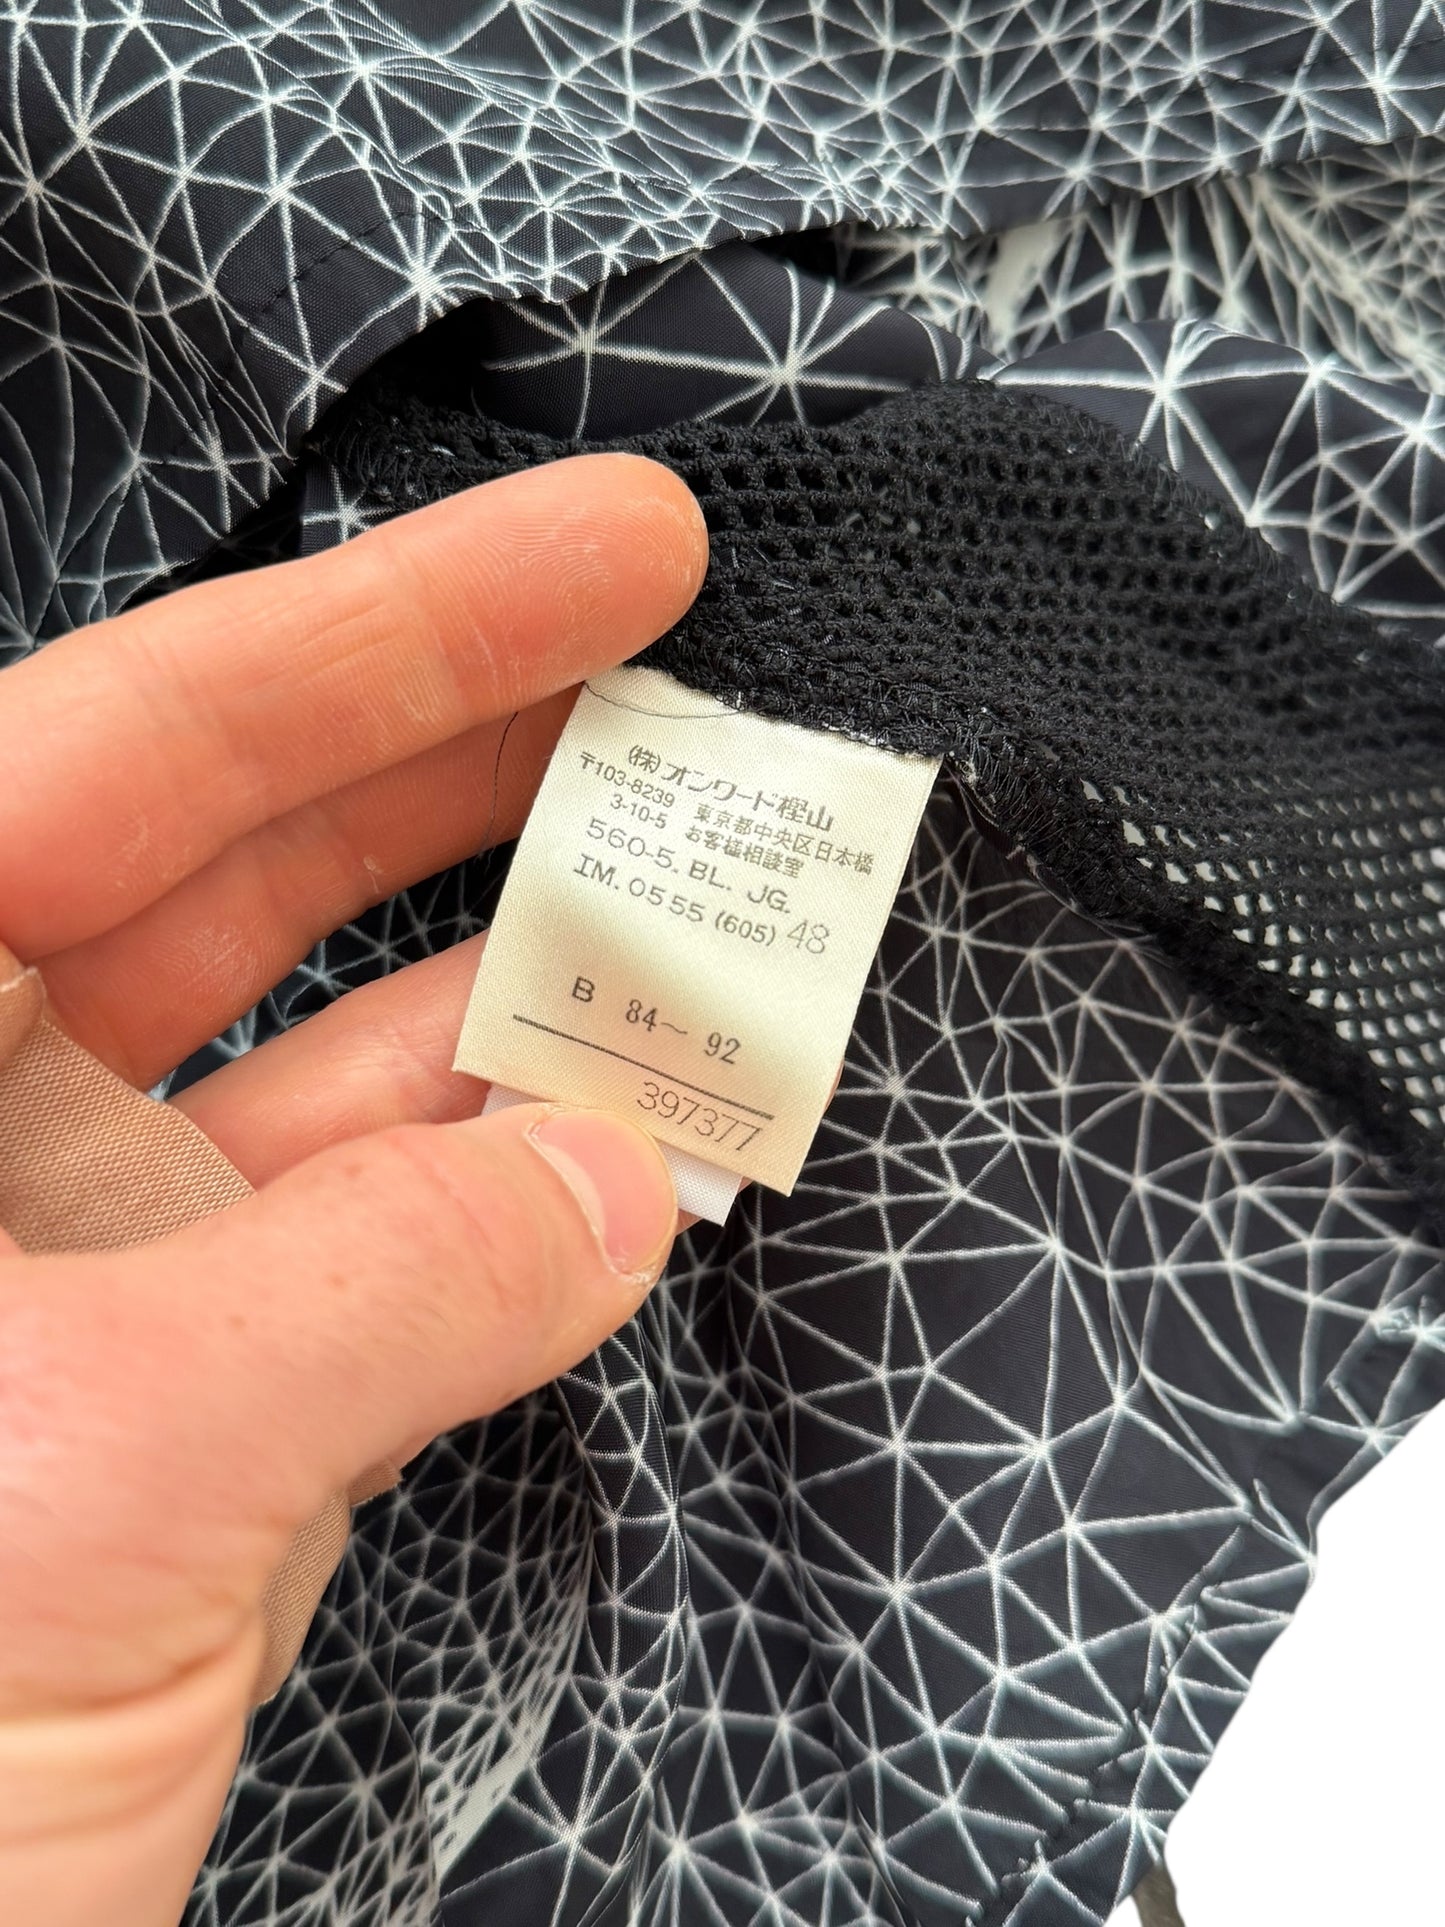 (株)オンワード樫山
〒103-8239 東京都中央区日本橋
3-10-5 お客様相談室
560-5. BL. JG.
IM. 0555 (605) 48
B 84～ 92
397377